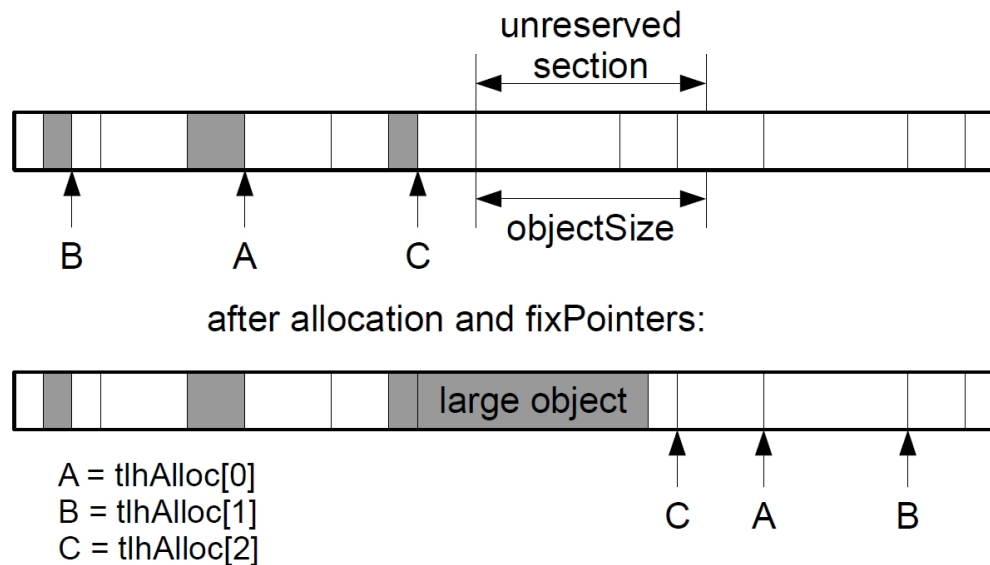 unreserved
section
B
A
C
objectSize
after allocation and fixPointers:
large object
A = tlhAlloc[0]
B = tlhAlloc[1]
C = tlhAlloc[2]
C
A
B